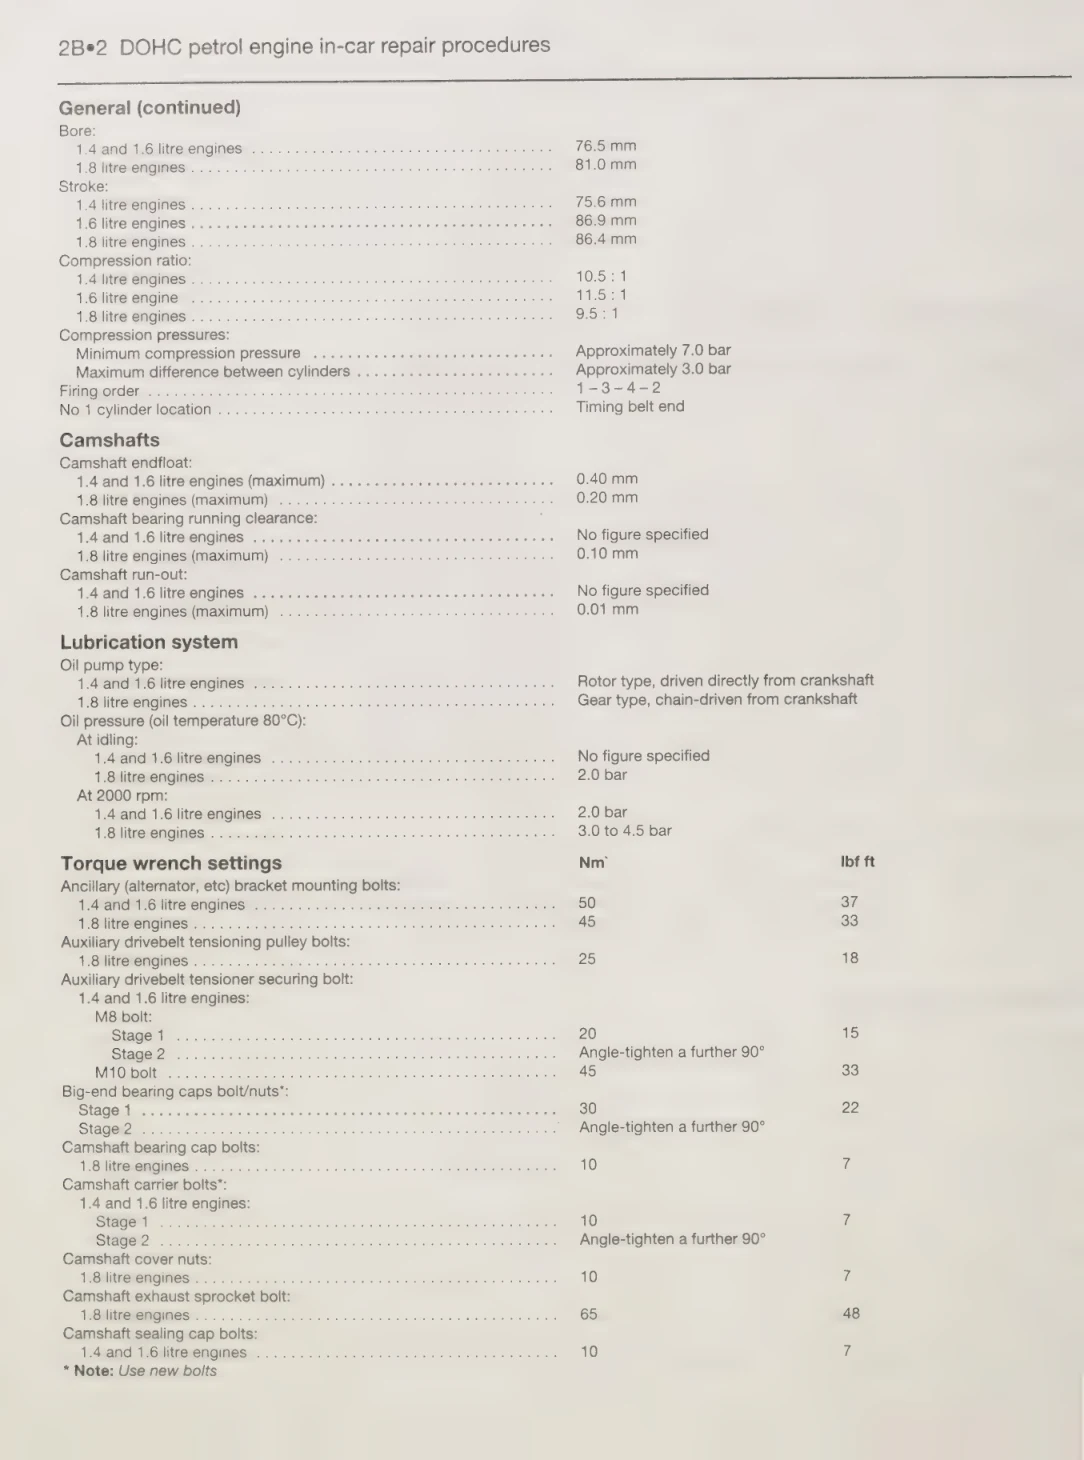 2B•2 DOHC petrol engine in-car repair procedures
General (continued)
Bore:
1.4 and 1.6 litre engines . . . . . . . . . . . . . . . . . . . . . . . . . . . . . . . . . . . 76.5 mm
1.8 litre engines . . . . . . . . . . . . . . . . . . . . . . . . . . . . . . . . . . . . . . . . . . 81.0 mm
Stroke:
1.4 litre engines . . . . . . . . . . . . . . . . . . . . . . . . . . . . . . . . . . . . . . . . . . 75.6 mm
1.6 litre engines . . . . . . . . . . . . . . . . . . . . . . . . . . . . . . . . . . . . . . . . . . 86.9 mm
1.8 litre engines . . . . . . . . . . . . . . . . . . . . . . . . . . . . . . . . . . . . . . . . . . 86.4 mm
Compression ratio:
1.4 litre engines . . . . . . . . . . . . . . . . . . . . . . . . . . . . . . . . . . . . . . . . . . 10.5 : 1
1.6 litre engine . . . . . . . . . . . . . . . . . . . . . . . . . . . . . . . . . . . . . . . . . . 11.5 : 1
1.8 litre engines . . . . . . . . . . . . . . . . . . . . . . . . . . . . . . . . . . . . . . . . . . 9.5 : 1
Compression pressures:
Minimum compression pressure . . . . . . . . . . . . . . . . . . . . . . . . . . . . Approximately 7.0 bar
Maximum difference between cylinders . . . . . . . . . . . . . . . . . . . . . . . Approximately 3.0 bar
Firing order . . . . . . . . . . . . . . . . . . . . . . . . . . . . . . . . . . . . . . . . . . . . . . . 1 – 3 – 4 – 2
No 1 cylinder location . . . . . . . . . . . . . . . . . . . . . . . . . . . . . . . . . . . . . . . Timing belt end
Camshafts
Camshaft endfloat:
1.4 and 1.6 litre engines (maximum) . . . . . . . . . . . . . . . . . . . . . . . . . . 0.40 mm
1.8 litre engines (maximum) . . . . . . . . . . . . . . . . . . . . . . . . . . . . . . . . 0.20 mm
Camshaft bearing running clearance:
1.4 and 1.6 litre engines . . . . . . . . . . . . . . . . . . . . . . . . . . . . . . . . . . . No figure specified
1.8 litre engines (maximum) . . . . . . . . . . . . . . . . . . . . . . . . . . . . . . . . 0.10 mm
Camshaft run-out:
1.4 and 1.6 litre engines . . . . . . . . . . . . . . . . . . . . . . . . . . . . . . . . . . . No figure specified
1.8 litre engines (maximum) . . . . . . . . . . . . . . . . . . . . . . . . . . . . . . . . 0.01 mm
Lubrication system
Oil pump type:
1.4 and 1.6 litre engines . . . . . . . . . . . . . . . . . . . . . . . . . . . . . . . . . . . Rotor type, driven directly from crankshaft
1.8 litre engines . . . . . . . . . . . . . . . . . . . . . . . . . . . . . . . . . . . . . . . . . . Gear type, chain-driven from crankshaft
Oil pressure (oil temperature 80°C):
At idling:
1.4 and 1.6 litre engines . . . . . . . . . . . . . . . . . . . . . . . . . . . . . . . . . No figure specified
1.8 litre engines . . . . . . . . . . . . . . . . . . . . . . . . . . . . . . . . . . . . . . . . 2.0 bar
At 2000 rpm:
1.4 and 1.6 litre engines . . . . . . . . . . . . . . . . . . . . . . . . . . . . . . . . . 2.0 bar
1.8 litre engines . . . . . . . . . . . . . . . . . . . . . . . . . . . . . . . . . . . . . . . . 3.0 to 4.5 bar
Torque wrench settings Nm lbf ft
Ancillary (alternator, etc) bracket mounting bolts:
1.4 and 1.6 litre engines . . . . . . . . . . . . . . . . . . . . . . . . . . . . . . . . . . . 50 37
1.8 litre engines . . . . . . . . . . . . . . . . . . . . . . . . . . . . . . . . . . . . . . . . . . 45 33
Auxiliary drivebelt tensioning pulley bolts:
1.8 litre engines . . . . . . . . . . . . . . . . . . . . . . . . . . . . . . . . . . . . . . . . . . 25 18
Auxiliary drivebelt tensioner securing bolt:
1.4 and 1.6 litre engines:
M8 bolt:
Stage 1 . . . . . . . . . . . . . . . . . . . . . . . . . . . . . . . . . . . . . . . . . . . . 20 15
Stage 2 . . . . . . . . . . . . . . . . . . . . . . . . . . . . . . . . . . . . . . . . . . . . Angle-tighten a further 90°
M10 bolt . . . . . . . . . . . . . . . . . . . . . . . . . . . . . . . . . . . . . . . . . . . . . 45 33
Big-end bearing caps bolt/nuts*:
Stage 1 . . . . . . . . . . . . . . . . . . . . . . . . . . . . . . . . . . . . . . . . . . . . . . . . 30 22
Stage 2 . . . . . . . . . . . . . . . . . . . . . . . . . . . . . . . . . . . . . . . . . . . . . . . . Angle-tighten a further 90°
Camshaft bearing cap bolts:
1.8 litre engines . . . . . . . . . . . . . . . . . . . . . . . . . . . . . . . . . . . . . . . . . . 10 7
Camshaft carrier bolts*:
1.4 and 1.6 litre engines:
Stage 1 . . . . . . . . . . . . . . . . . . . . . . . . . . . . . . . . . . . . . . . . . . . . . . 10 7
Stage 2 . . . . . . . . . . . . . . . . . . . . . . . . . . . . . . . . . . . . . . . . . . . . . . Angle-tighten a further 90°
Camshaft cover nuts:
1.8 litre engines . . . . . . . . . . . . . . . . . . . . . . . . . . . . . . . . . . . . . . . . . . 10 7
Camshaft exhaust sprocket bolt:
1.8 litre engines . . . . . . . . . . . . . . . . . . . . . . . . . . . . . . . . . . . . . . . . . . 65 48
Camshaft sealing cap bolts:
1.4 and 1.6 litre engines . . . . . . . . . . . . . . . . . . . . . . . . . . . . . . . . . . . 10 7
* Note: Use new bolts